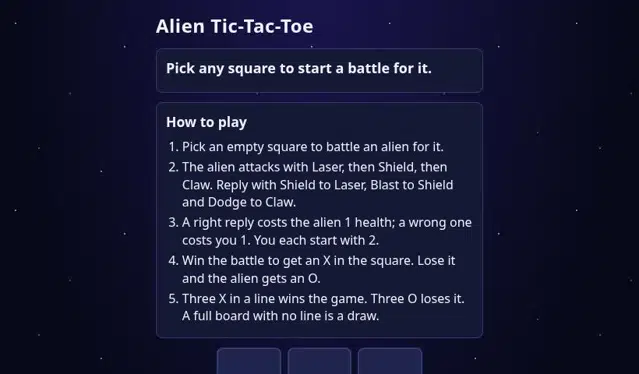 Alien Tic-Tac-Toe
Pick any square to start a battle for it.
How to play
1. Pick an empty square to battle an alien for it.
2. The alien attacks with Laser, then Shield, then
Claw. Reply with Shield to Laser, Blast to Shield
and Dodge to Claw.
3. A right reply costs the alien 1 health; a wrong one
costs you 1. You each start with 2.
4. Win the battle to get an X in the square. Lose it
and the alien gets an O.
5. Three X in a line wins the game. Three O loses it.
A full board with no line is a draw.